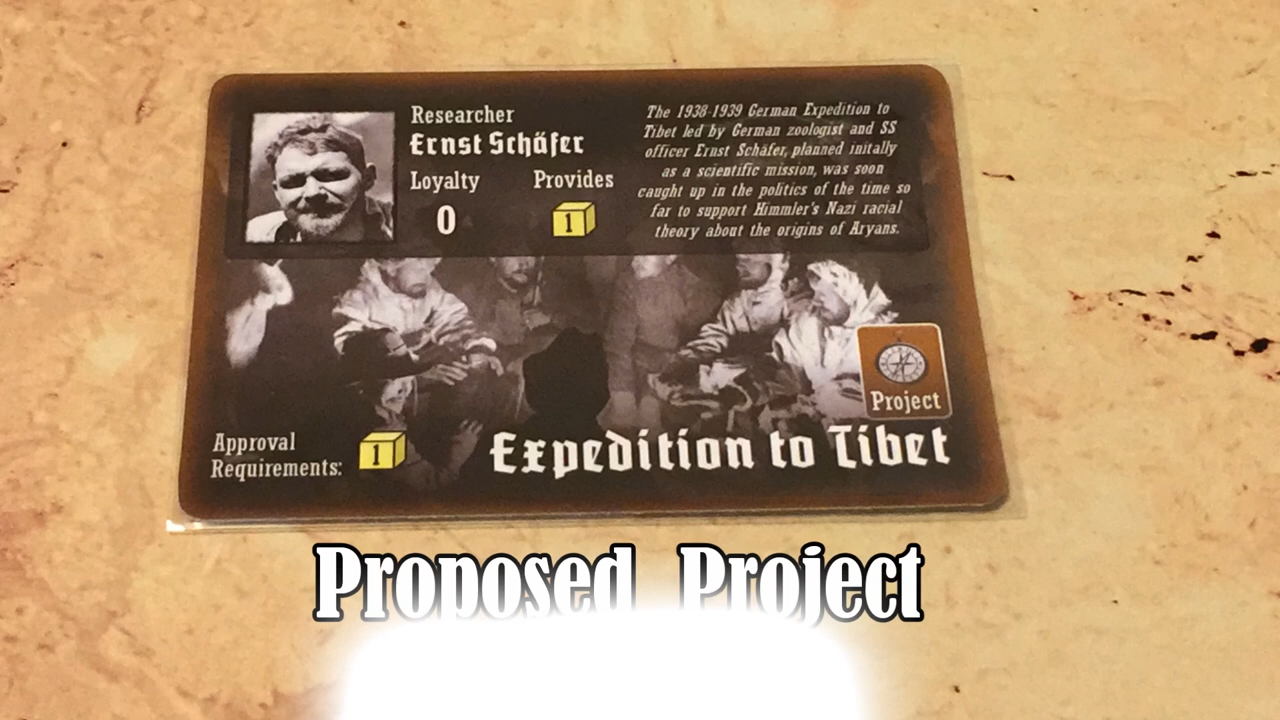 Researcher
Ernst Schäfer
Loyalty
Provides
0
1
The 1938-1939 German Expedition to
Tibet led by German zoologist and SS
officer Ernst Schäfer, planned initally
as a scientific mission, was soon
caught up in the politics of the time so
far to support Himmler's Nazi racial
theory about the origins of Aryans.
Project
Approval
Requirements:
1
Expedition to Tibet
Proposed Project